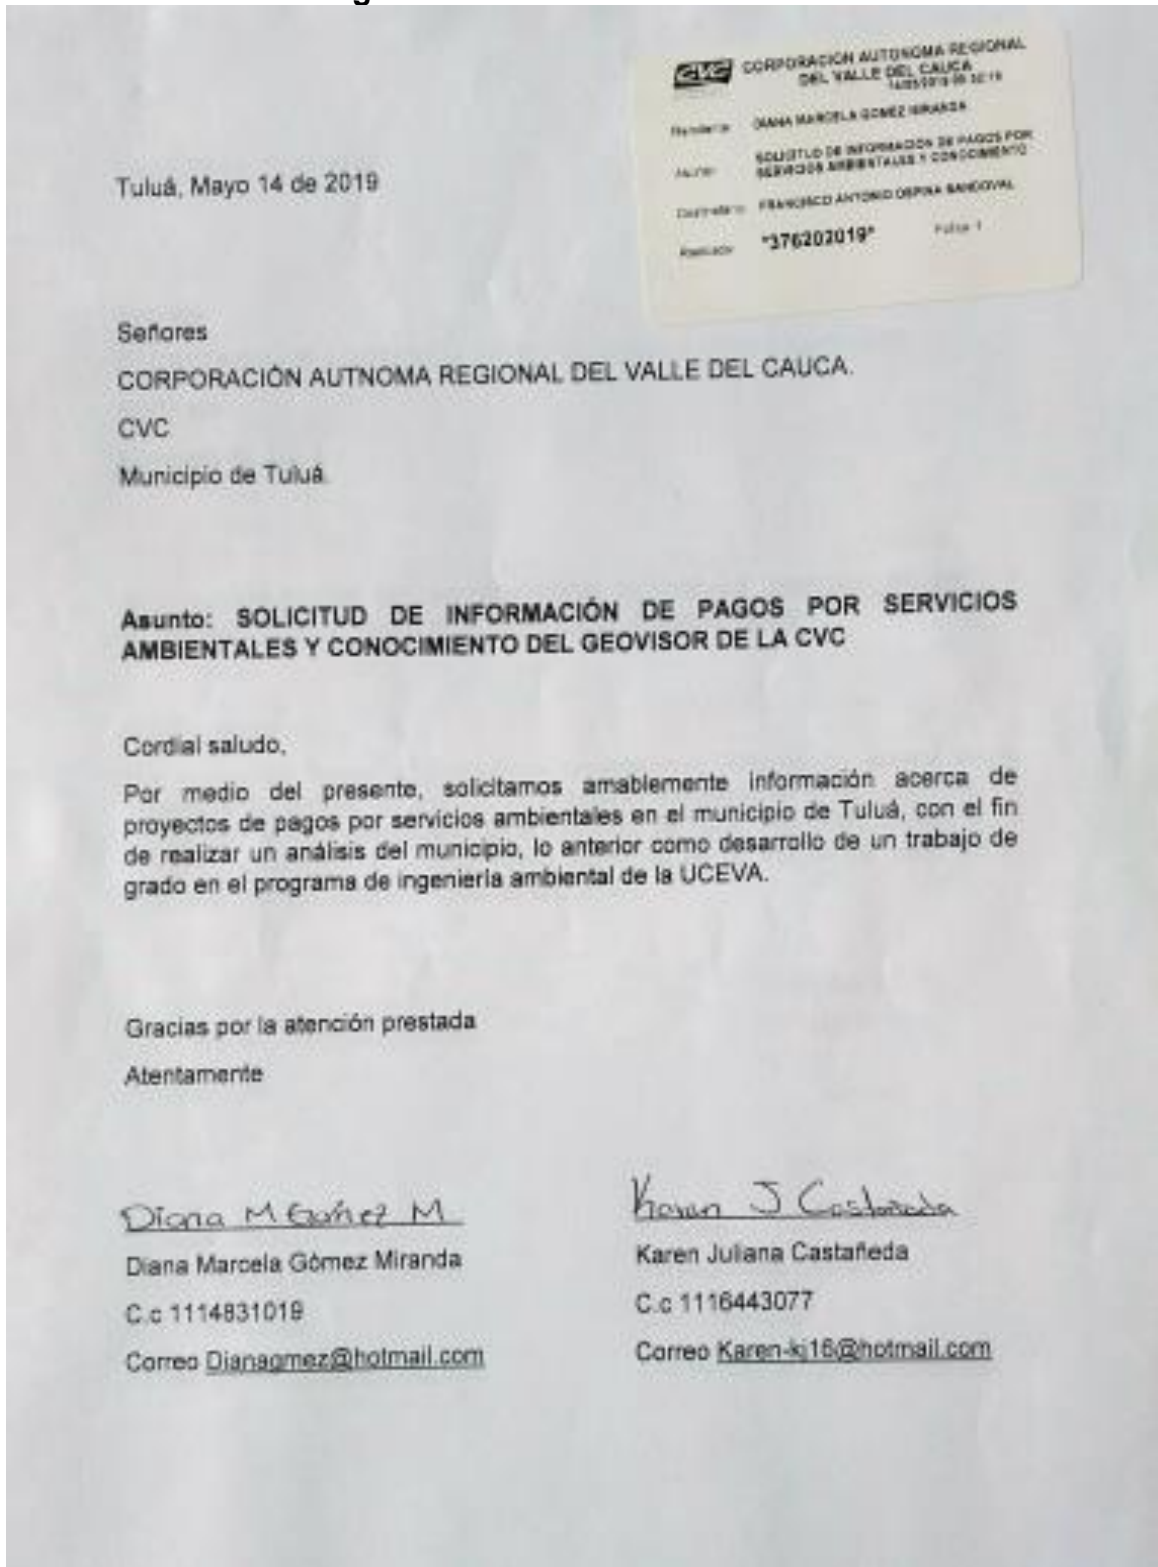 CVC CORPORACION AUTONOMA REGIONAL
DEL VALLE DEL CAUCA
DIANA MARCELA GOMEZ MIRANDA
SOLICITUD DE INFORMACIÓN DE PAGOS POR
SERVICIOS AMBIENTALES Y CONOCIMIENTO
FRANCISCO ANTONIO OSPINA SANDOVAL
*376202019*
Tuluá, Mayo 14 de 2019
Señores
CORPORACIÓN AUTNOMA REGIONAL DEL VALLE DEL CAUCA.
CVC
Municipio de Tuluá.
Asunto: SOLICITUD DE INFORMACIÓN DE PAGOS POR SERVICIOS
AMBIENTALES Y CONOCIMIENTO DEL GEOVISOR DE LA CVC
Cordial saludo,
Por medio del presente, solicitamos amablemente información acerca de
proyectos de pagos por servicios ambientales en el municipio de Tuluá, con el fin
de realizar un análisis del municipio, lo anterior como desarrollo de un trabajo de
grado en el programa de ingeniería ambiental de la UCEVA.
Gracias por la atención prestada
Atentamente
Diana M Gómez M
Karen J Castañeda
Diana Marcela Gómez Miranda
Karen Juliana Castañeda
C.c 1114831019
C.c 1116443077
Correo Dianagmez@hotmail.com
Correo Karen-kj16@hotmail.com